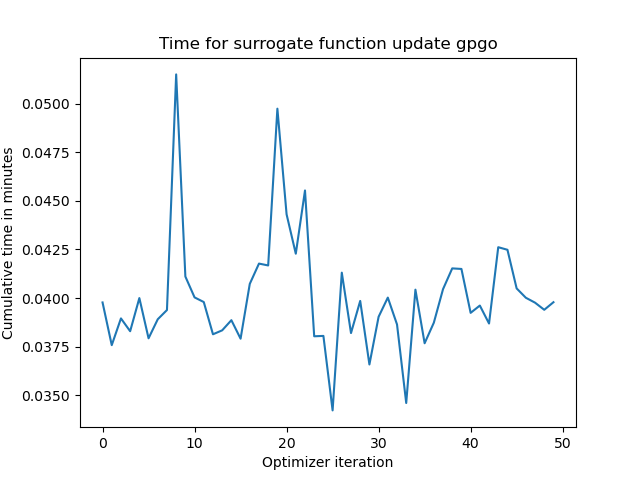 Time for surrogate function update gpgo
Cumulative time in minutes
0.0500
0.0475
0.0450
0.0425
0.0400
0.0375
0.0350
0 10 20 30 40 50
Optimizer iteration